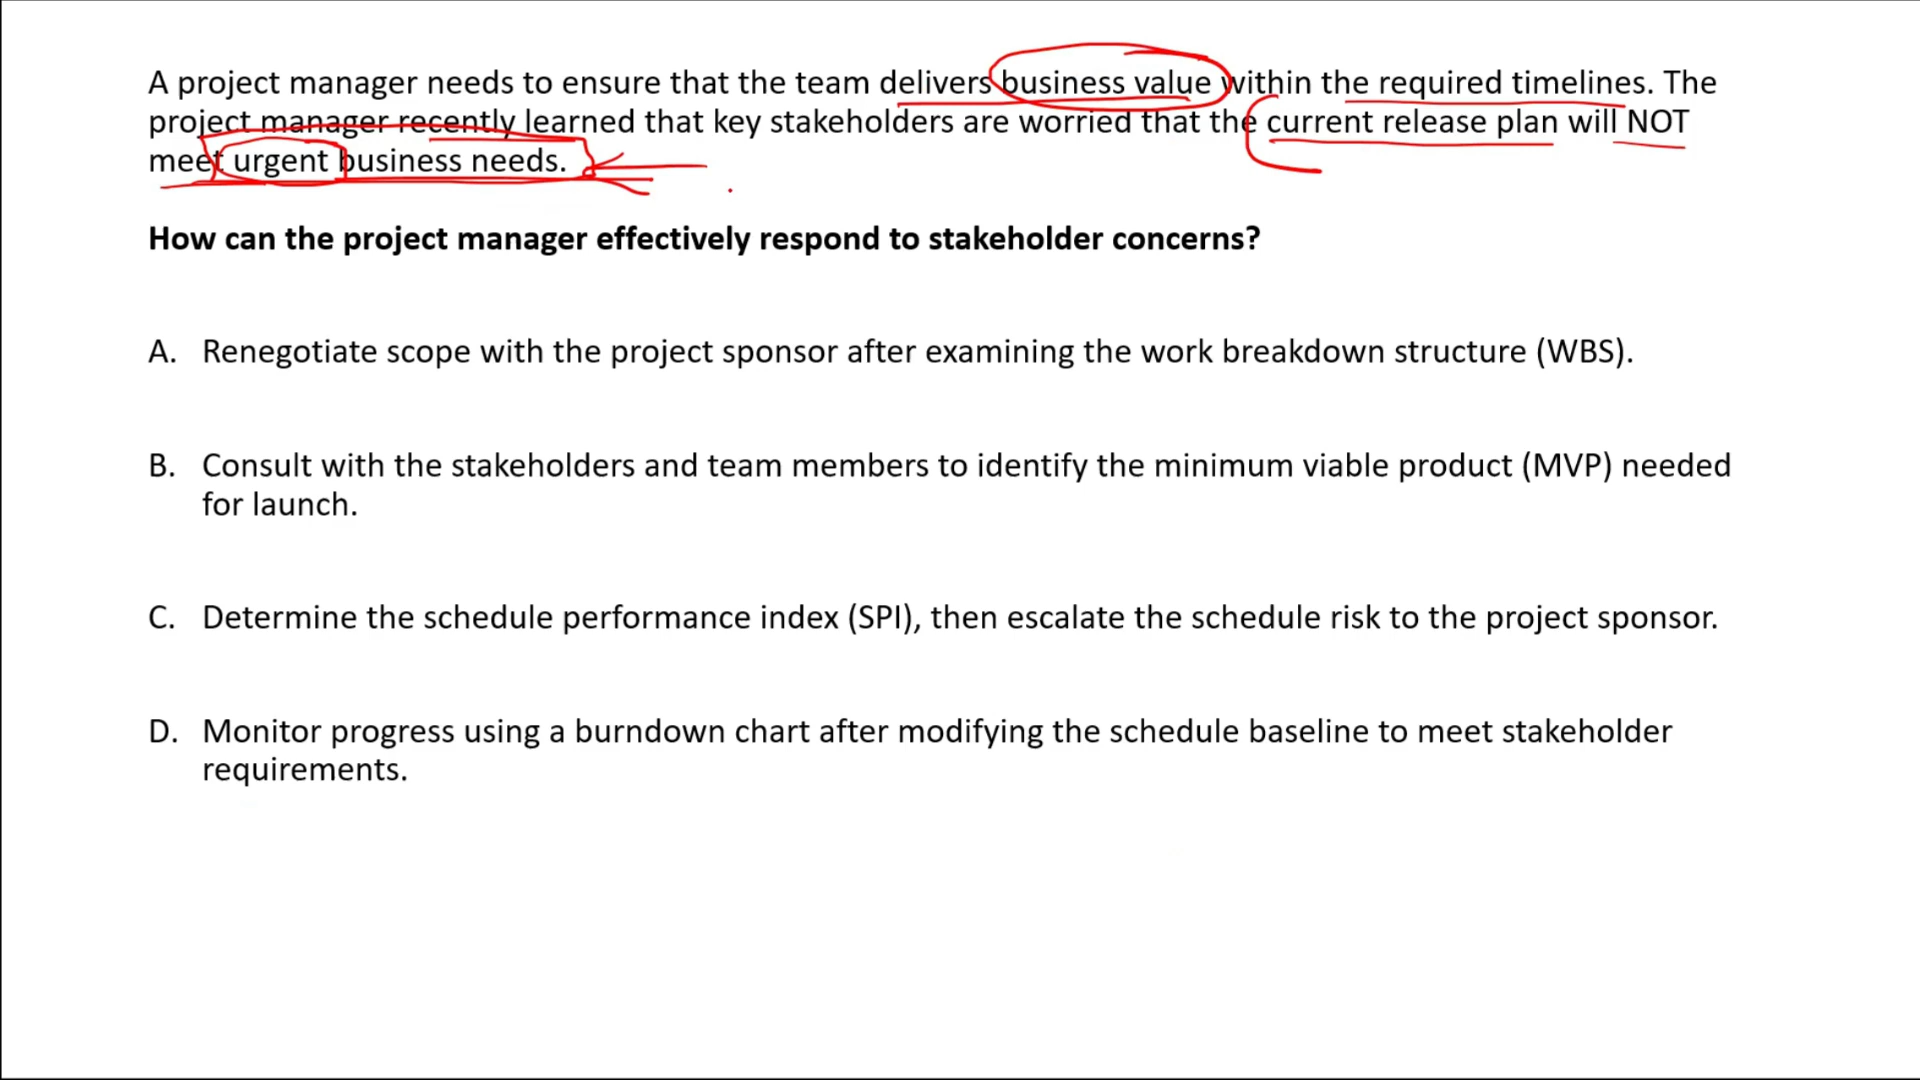 A project manager needs to ensure that the team delivers business value within the required timelines. The
project manager recently learned that key stakeholders are worried that the current release plan will NOT
meet urgent business needs.
How can the project manager effectively respond to stakeholder concerns?
A. Renegotiate scope with the project sponsor after examining the work breakdown structure (WBS).
B. Consult with the stakeholders and team members to identify the minimum viable product (MVP) needed
for launch.
C. Determine the schedule performance index (SPI), then escalate the schedule risk to the project sponsor.
D. Monitor progress using a burndown chart after modifying the schedule baseline to meet stakeholder
requirements.